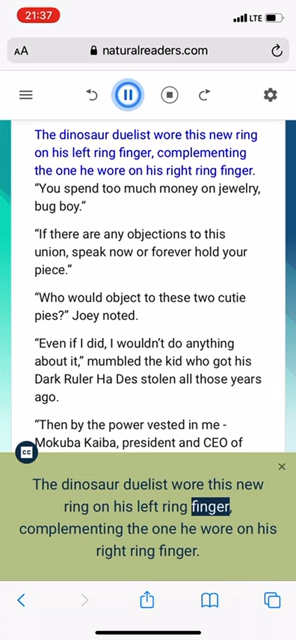 21:37
LTE
AA
naturalreaders.com
The dinosaur duelist wore this new ring
on his left ring finger, complementing
the one he wore on his right ring finger.
“You spend too much money on jewelry,
bug boy.”
“If there are any objections to this
union, speak now or forever hold your
piece.”
“Who would object to these two cutie
pies?” Joey noted.
“Even if I did, I wouldn’t do anything
about it,” mumbled the kid who got his
Dark Ruler Ha Des stolen all those years
ago.
“Then by the power vested in me -
Mokuba Kaiba, president and CEO of
CC
The dinosaur duelist wore this new
ring on his left ring finger,
complementing the one he wore on his
right ring finger.